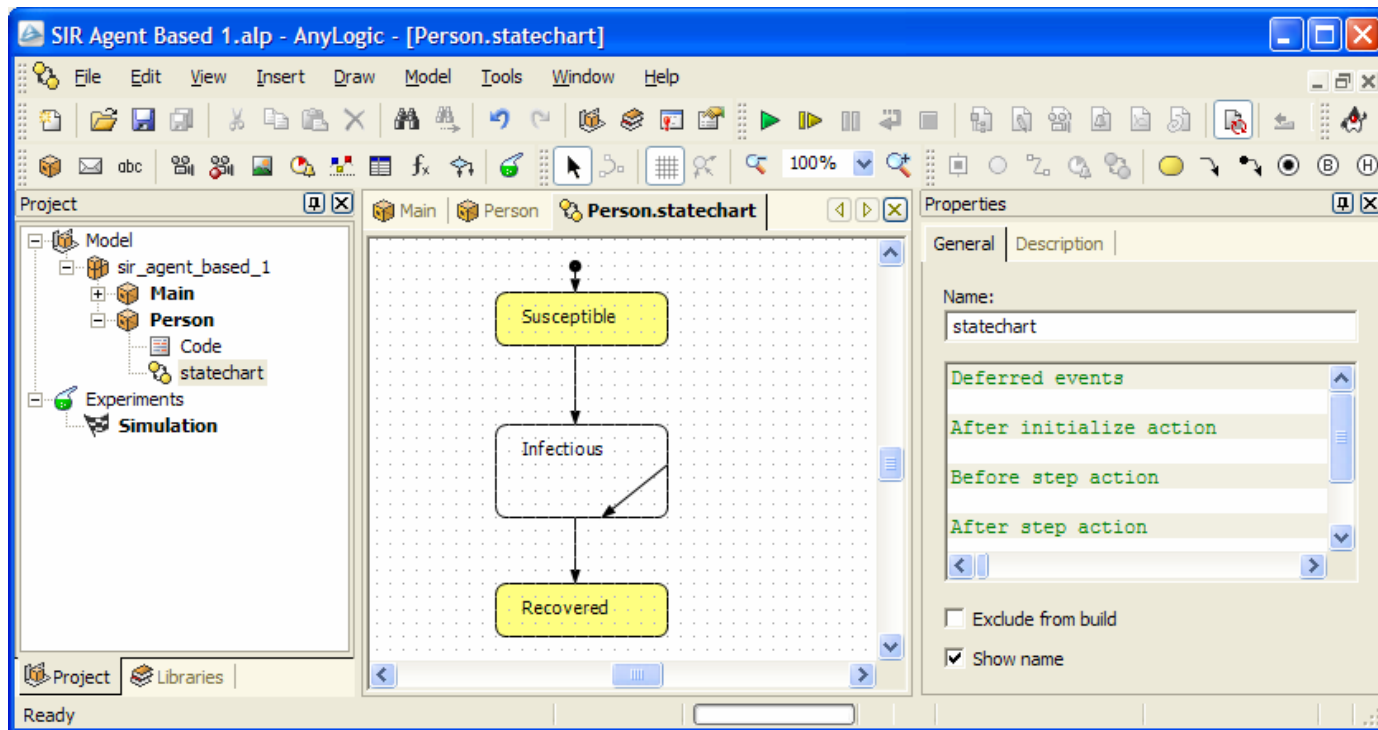 SIR Agent Based 1.alp - AnyLogic - [Person.statechart]
File Edit View Insert Draw Model Tools Window Help
abc fx 100% B H
Project
Model
sir_agent_based_1
Main
Person
Code
statechart
Experiments
Simulation
Project Libraries
Main Person Person.statechart
Susceptible
Infectious
Recovered
Properties
General Description
Name:
statechart
Deferred events
After initialize action
Before step action
After step action
Exclude from build
Show name
Ready